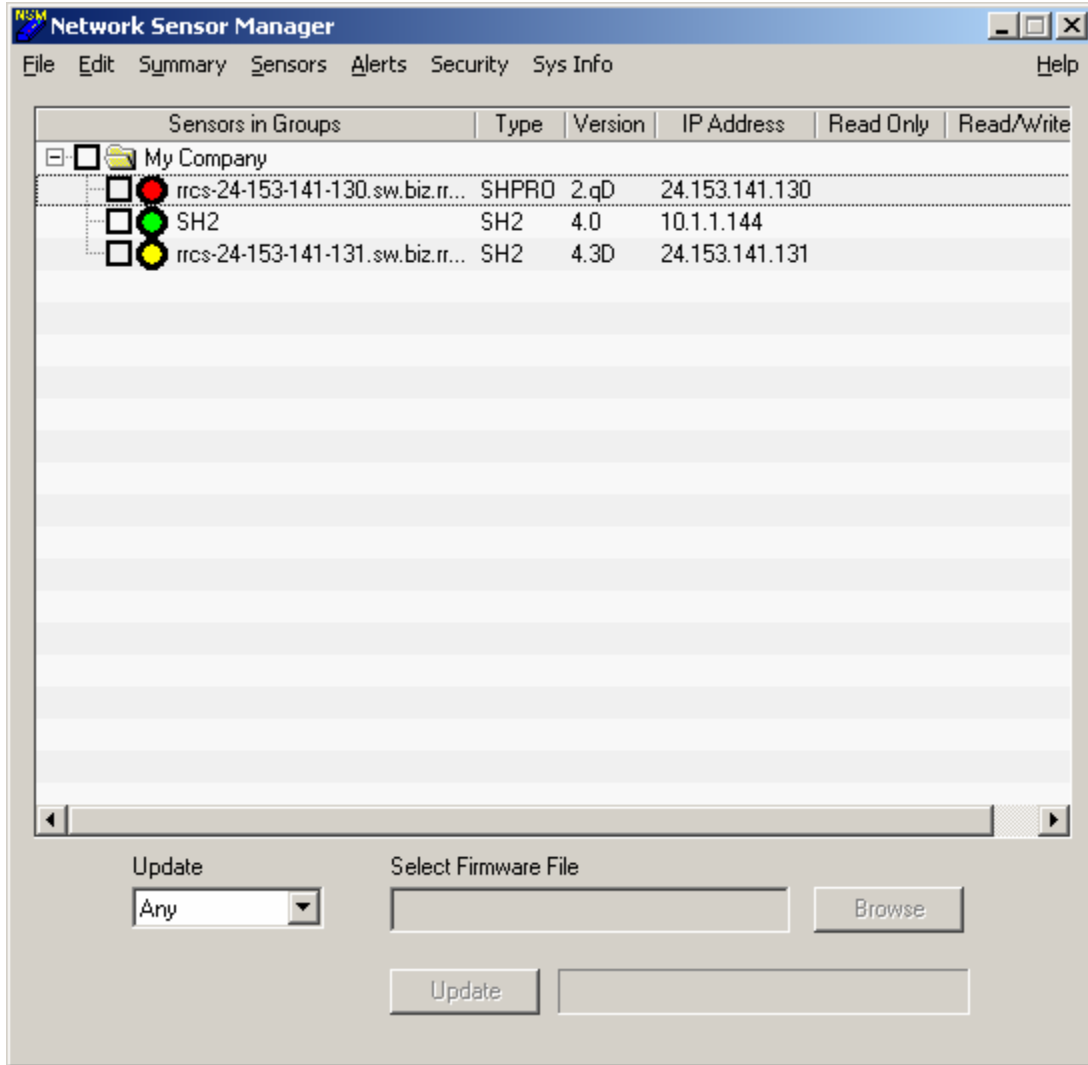 NSM Network Sensor Manager
File Edit Summary Sensors Alerts Security Sys Info Help
Sensors in Groups Type Version IP Address Read Only Read/Write
My Company
rrcs-24-153-141-130.sw.biz.rr... SHPRO 2.qD 24.153.141.130
SH2 SH2 4.0 10.1.1.144
rrcs-24-153-141-131.sw.biz.rr... SH2 4.3D 24.153.141.131
Update Select Firmware File
Any Browse
Update